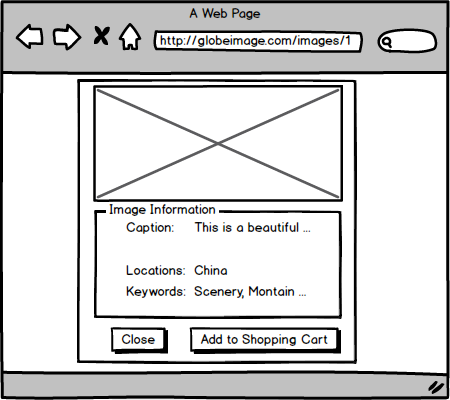 A Web Page
http://globeimage.com/images/1
Image Information
Caption: This is a beautiful ...
Locations: China
Keywords: Scenery, Montain ...
Close Add to Shopping Cart